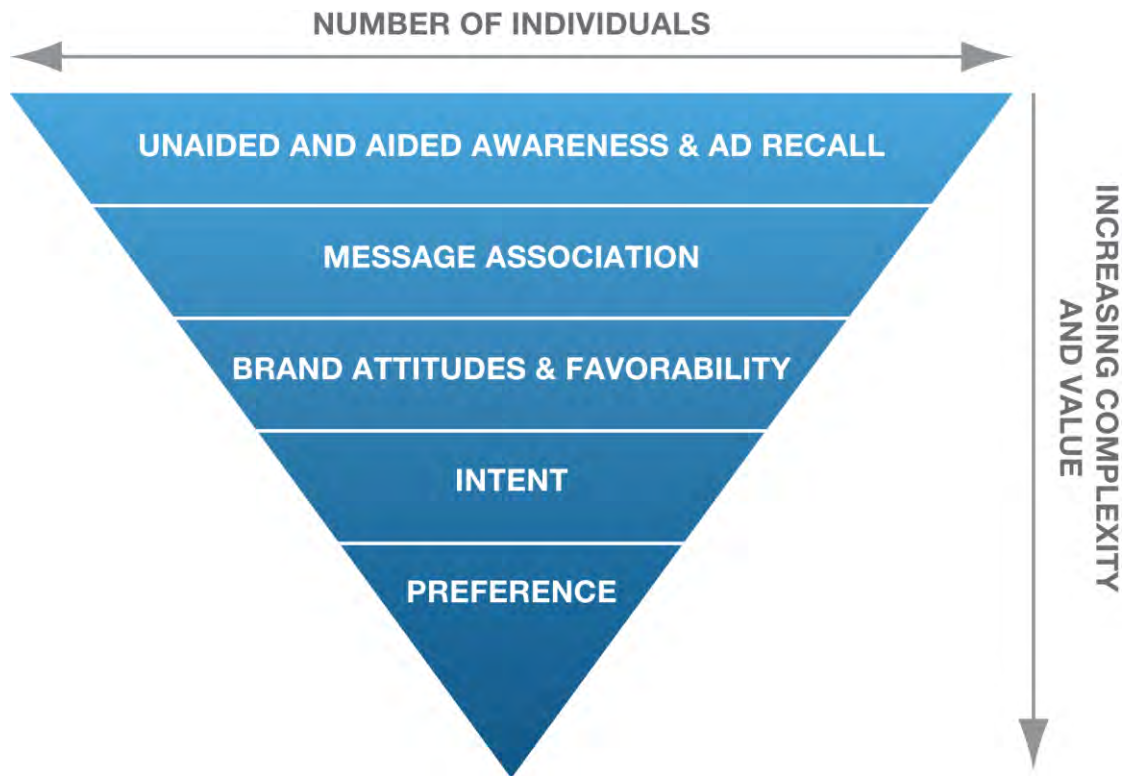 NUMBER OF INDIVIDUALS
UNAIDED AND AIDED AWARENESS & AD RECALL
MESSAGE ASSOCIATION
BRAND ATTITUDES & FAVORABILITY
INTENT
PREFERENCE
INCREASING COMPLEXITY
AND VALUE